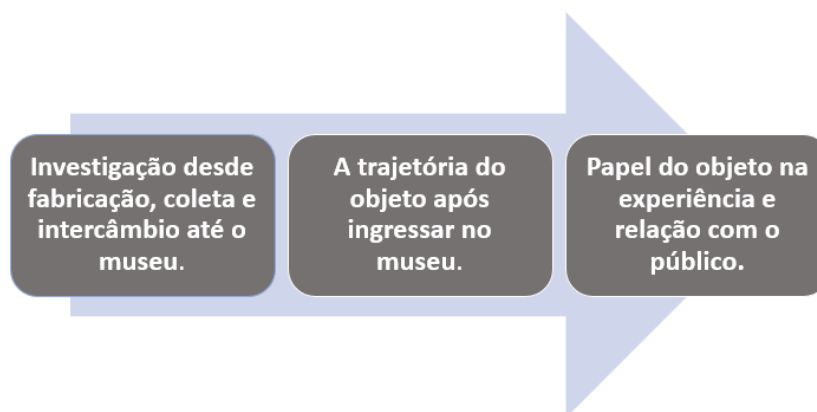 Investigação desde
fabricação, coleta e
intercâmbio até o
museu.
A trajetória do
objeto após
ingressar no
museu.
Papel do objeto na
experiência e
relação com o
público.